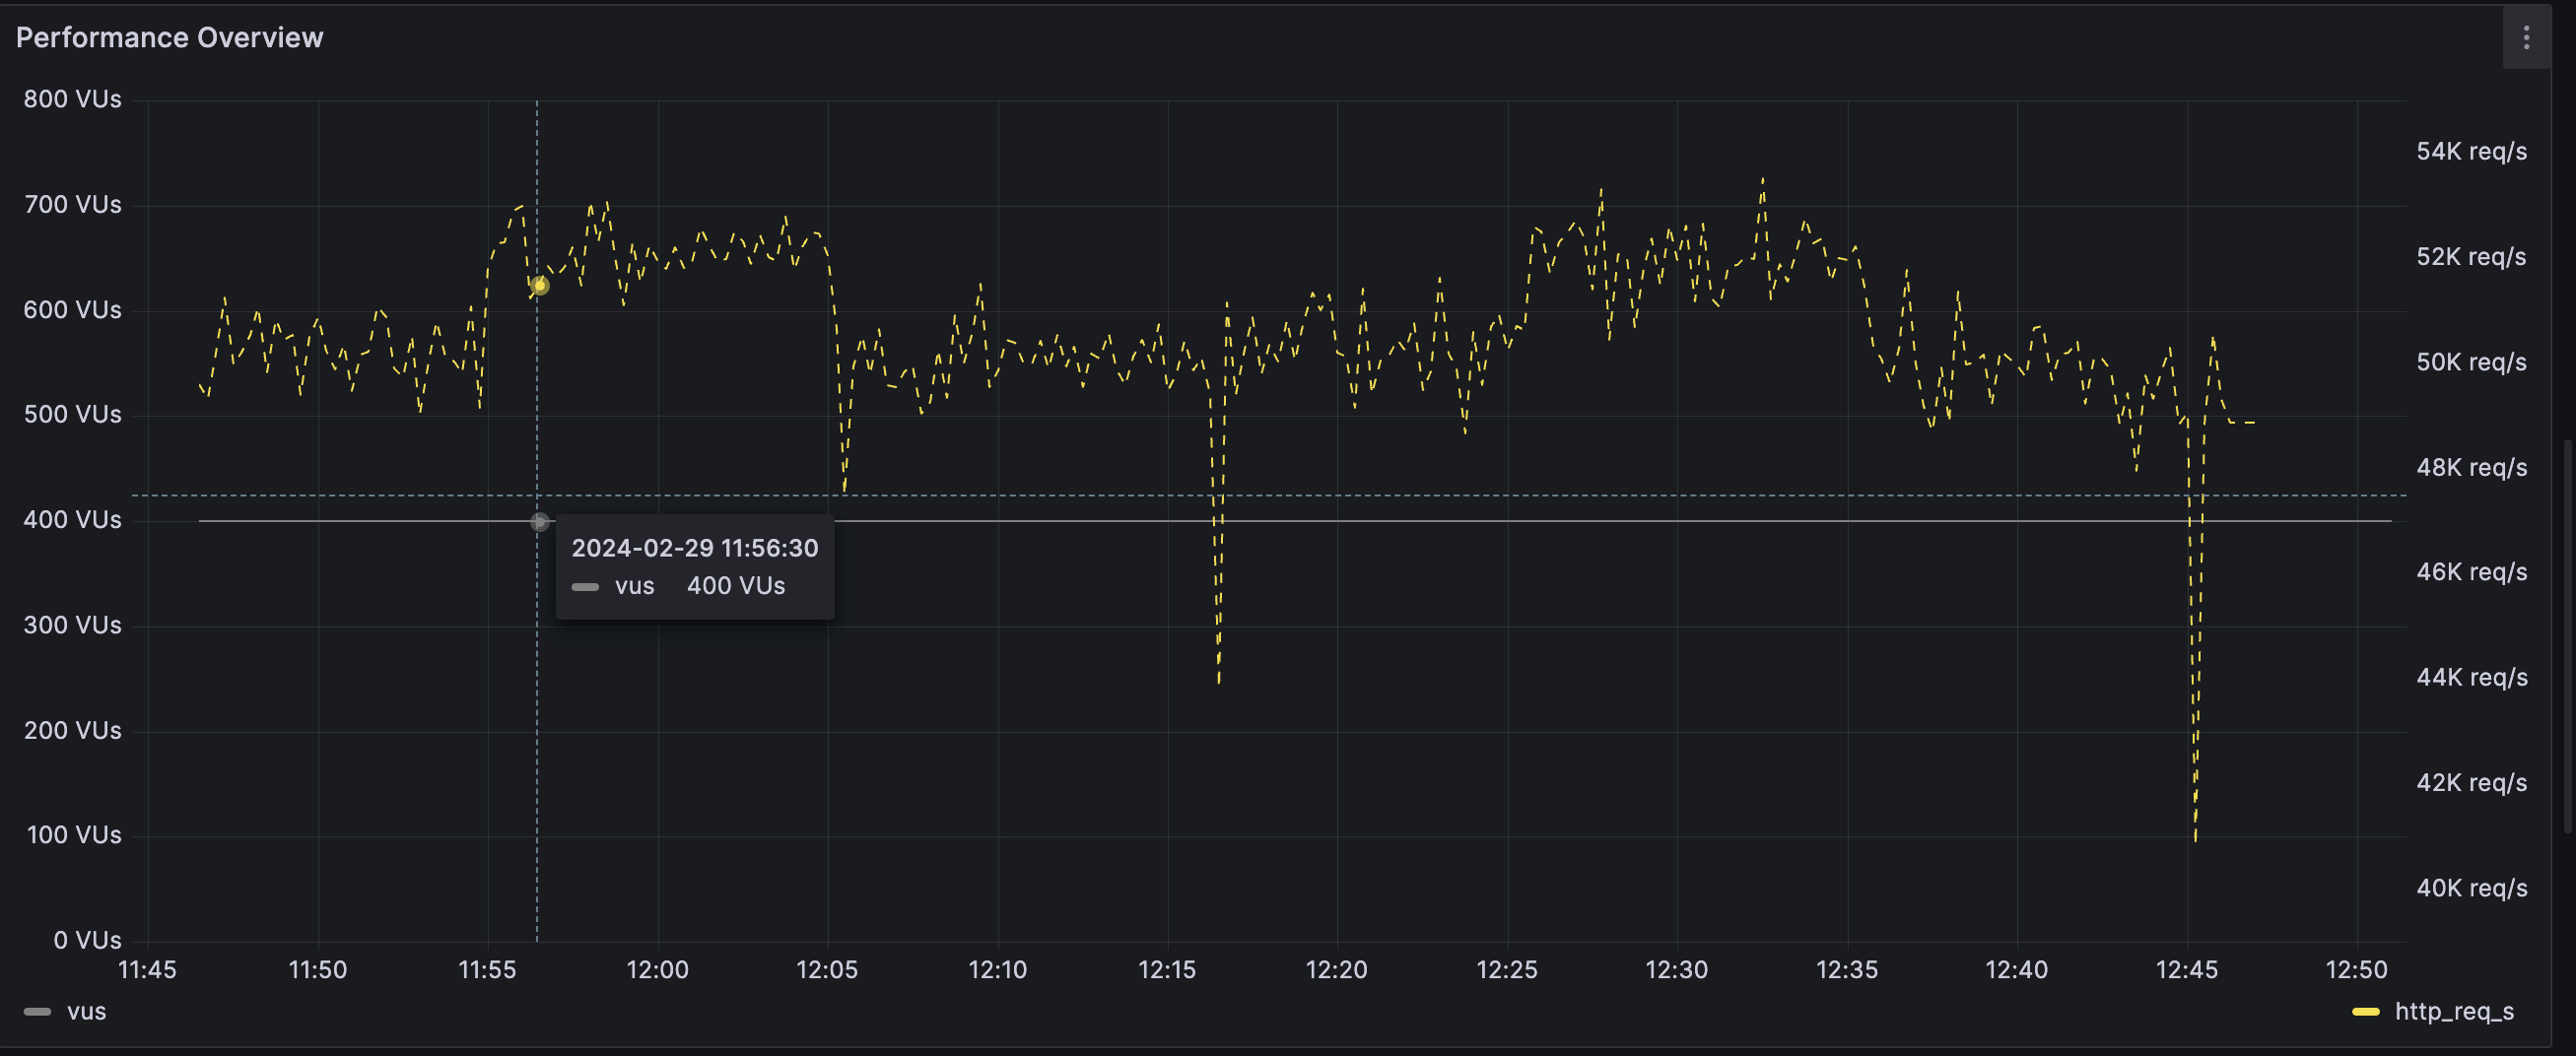 Performance Overview
800 VUs
700 VUs
600 VUs
500 VUs
400 VUs
300 VUs
200 VUs
100 VUs
0 VUs
54K req/s
52K req/s
50K req/s
48K req/s
46K req/s
44K req/s
42K req/s
40K req/s
2024-02-29 11:56:30
vus 400 VUs
11:45 11:50 11:55 12:00 12:05 12:10 12:15 12:20 12:25 12:30 12:35 12:40 12:45 12:50
vus
http_req_s